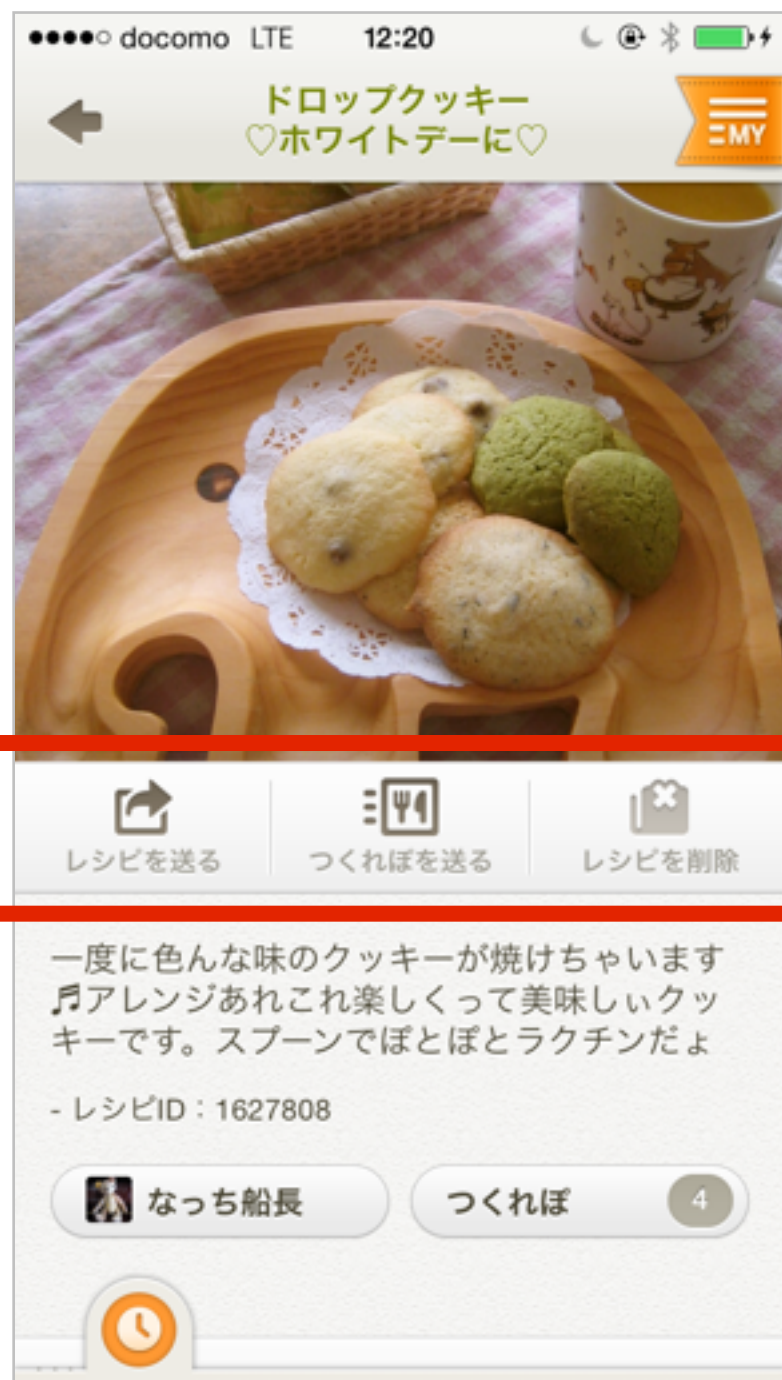 docomo LTE 12:20
ドロップクッキー
♡ホワイトデーに♡
MY
レシピを送る
つくれぽを送る
レシピを削除
一度に色んな味のクッキーが焼けちゃいます
♬アレンジあれこれ楽しくって美味しぃクッ
キーです。スプーンでぽとぽとラクチンだょ
- レシピID：1627808
なっち船長
つくれぽ 4